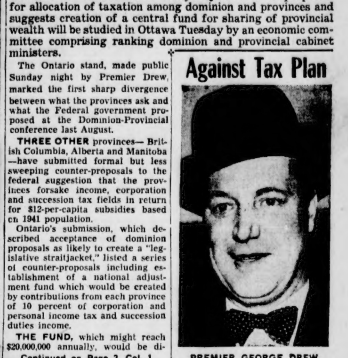 for allocation of taxation among dominion and provinces and
suggests creation of a central fund for sharing of provincial
wealth will be studied in Ottawa Tuesday by an economic com-
mittee comprising ranking dominion and provincial cabinet
ministers.
The Ontario stand, made public
Sunday night by Premier Drew,
marked the first sharp divergence
between what the provinces ask and
what the Federal government pro-
posed at the Dominion-Provincial
conference last August.
THREE OTHER provinces— Brit-
ish Columbia, Alberta and Manitoba
—have submitted formal but less
sweeping counter-proposals to the
federal suggestion that the prov-
inces forsake income, corporation
and succession tax fields in return
for $12-per-capita subsidies based
on 1941 population.
Ontario's submission, which de-
scribed acceptance of dominion
proposals as likely to create a "leg-
islative straitjacket," listed a series
of counter-proposals including es-
tablishment of a national adjust-
ment fund which would be created
by contributions from each province
of 10 percent of corporation and
personal income tax and succession
duties income.
THE FUND, which might reach
$20,000,000 annually, would be di-
Continued on Page 2, Col. 1
Against Tax Plan
PREMIER GEORGE DREW